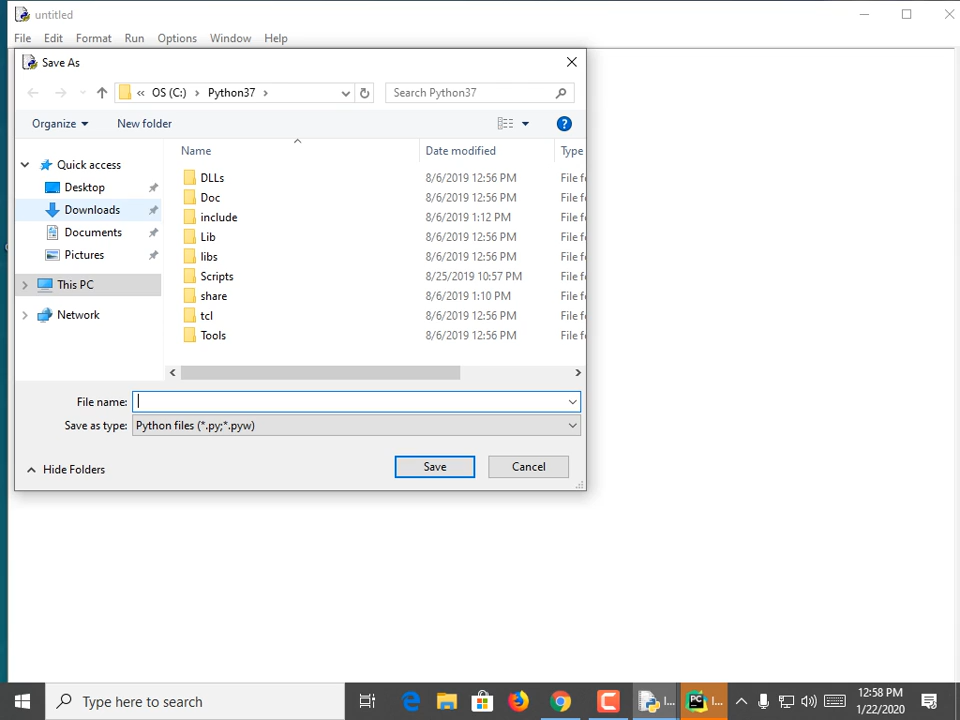 untitled
File Edit Format Run Options Window Help
Save As
« OS (C:) › Python37 ›
Search Python37
Organize New folder
Name Date modified Type
Quick access
Desktop
Downloads
Documents
Pictures
This PC
Network
DLLs 8/6/2019 12:56 PM File f
Doc 8/6/2019 12:56 PM File f
include 8/6/2019 1:12 PM File f
Lib 8/6/2019 12:56 PM File f
libs 8/6/2019 12:56 PM File f
Scripts 8/25/2019 10:57 PM File f
share 8/6/2019 1:10 PM File f
tcl 8/6/2019 12:56 PM File f
Tools 8/6/2019 12:56 PM File f
File name:
Save as type: Python files (*.py;*.pyw)
Hide Folders Save Cancel
Type here to search
I... I...
12:58 PM
1/22/2020